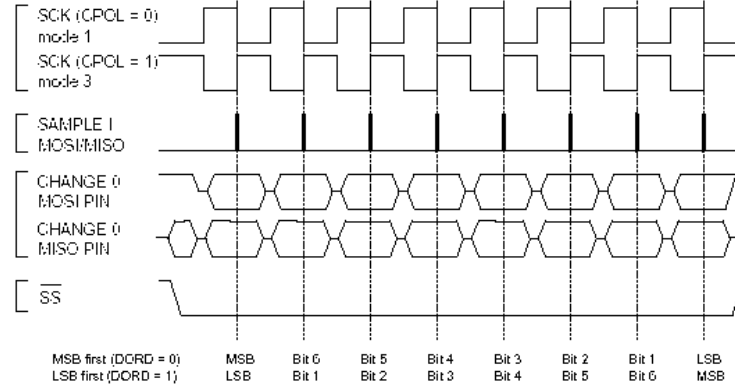 SCK (CPOL = 0)
mode 1
SCK (CPOL = 1)
mode 3
SAMPLE I
MOSI/MISO
CHANGE 0
MOSI PIN
CHANGE 0
MISO PIN
SS
MSB first (DORD = 0) MSB Bit 6 Bit 5 Bit 4 Bit 3 Bit 2 Bit 1 LSB
LSB first (DORD = 1) LSB Bit 1 Bit 2 Bit 3 Bit 4 Bit 5 Bit 6 MSB